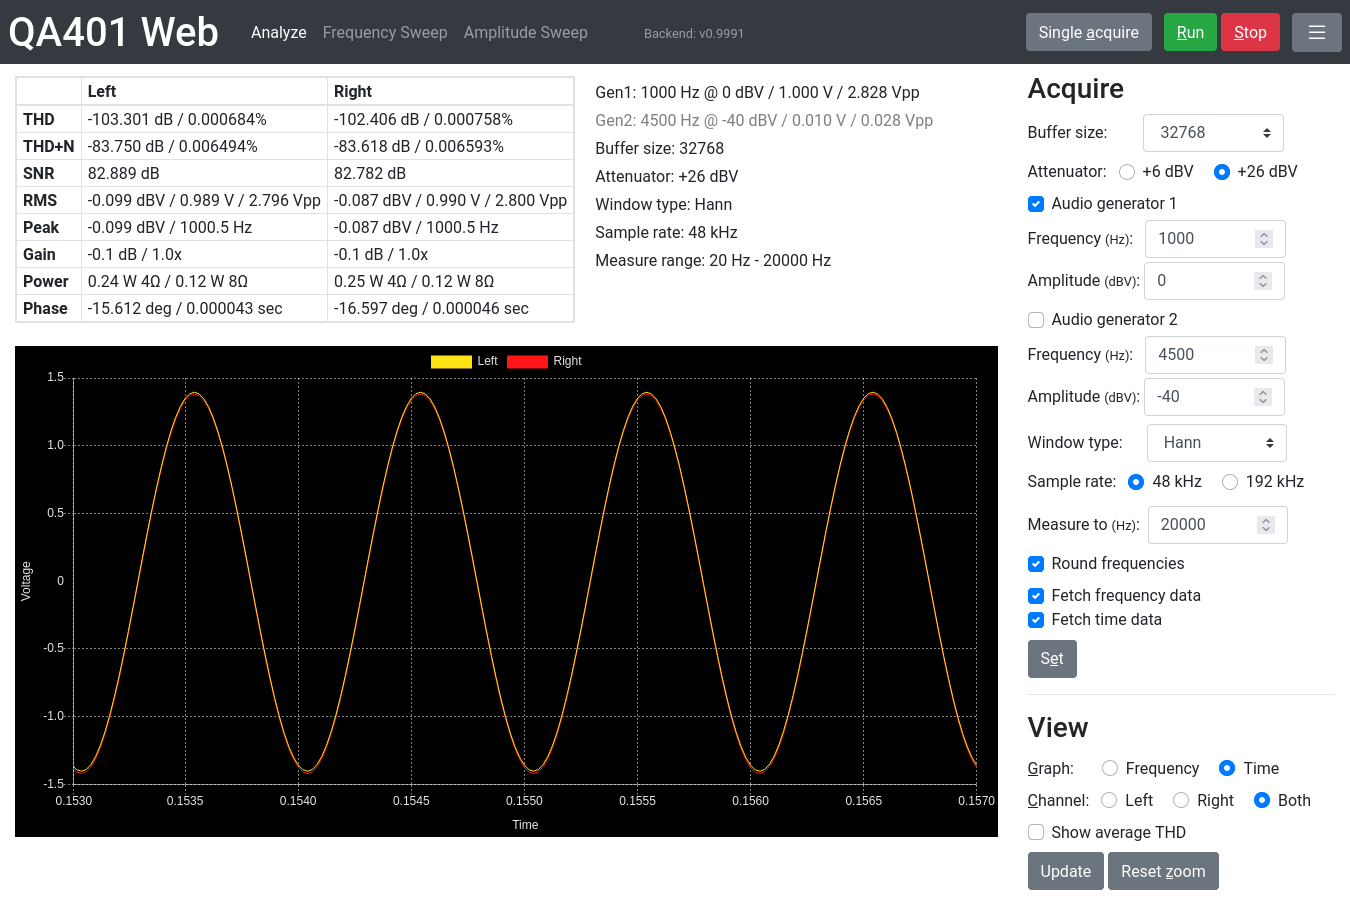 QA401 Web Analyze Frequency Sweep Amplitude Sweep Backend: v0.9991 Single acquire Run Stop
Left Right
THD -103.301 dB / 0.000684% -102.406 dB / 0.000758%
THD+N -83.750 dB / 0.006494% -83.618 dB / 0.006593%
SNR 82.889 dB 82.782 dB
RMS -0.099 dBV / 0.989 V / 2.796 Vpp -0.087 dBV / 0.990 V / 2.800 Vpp
Peak -0.099 dBV / 1000.5 Hz -0.087 dBV / 1000.5 Hz
Gain -0.1 dB / 1.0x -0.1 dB / 1.0x
Power 0.24 W 4Ω / 0.12 W 8Ω 0.25 W 4Ω / 0.12 W 8Ω
Phase -15.612 deg / 0.000043 sec -16.597 deg / 0.000046 sec
Gen1: 1000 Hz @ 0 dBV / 1.000 V / 2.828 Vpp
Gen2: 4500 Hz @ -40 dBV / 0.010 V / 0.028 Vpp
Buffer size: 32768
Attenuator: +26 dBV
Window type: Hann
Sample rate: 48 kHz
Measure range: 20 Hz - 20000 Hz
Left Right
1.5
1.0
0.5
0
-0.5
-1.0
-1.5
Voltage
0.1530 0.1535 0.1540 0.1545 0.1550 0.1555 0.1560 0.1565 0.1570
Time
Acquire
Buffer size: 32768
Attenuator: +6 dBV +26 dBV
Audio generator 1
Frequency (Hz): 1000
Amplitude (dBV): 0
Audio generator 2
Frequency (Hz): 4500
Amplitude (dBV): -40
Window type: Hann
Sample rate: 48 kHz 192 kHz
Measure to (Hz): 20000
Round frequencies
Fetch frequency data
Fetch time data
Set
View
Graph: Frequency Time
Channel: Left Right Both
Show average THD
Update Reset zoom